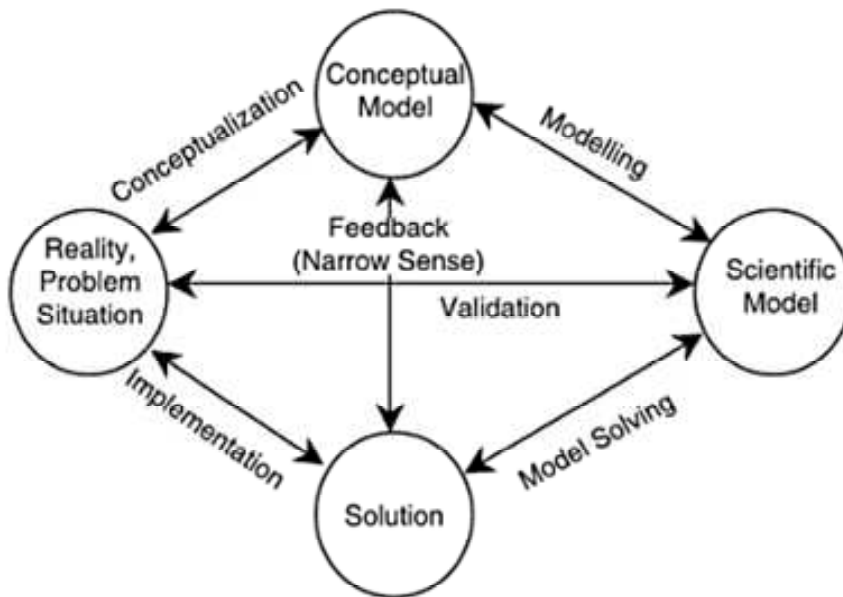 Conceptual
Model
Conceptualization
Modelling
Reality,
Problem
Situation
Feedback
(Narrow Sense)
Validation
Scientific
Model
Implementation
Model Solving
Solution